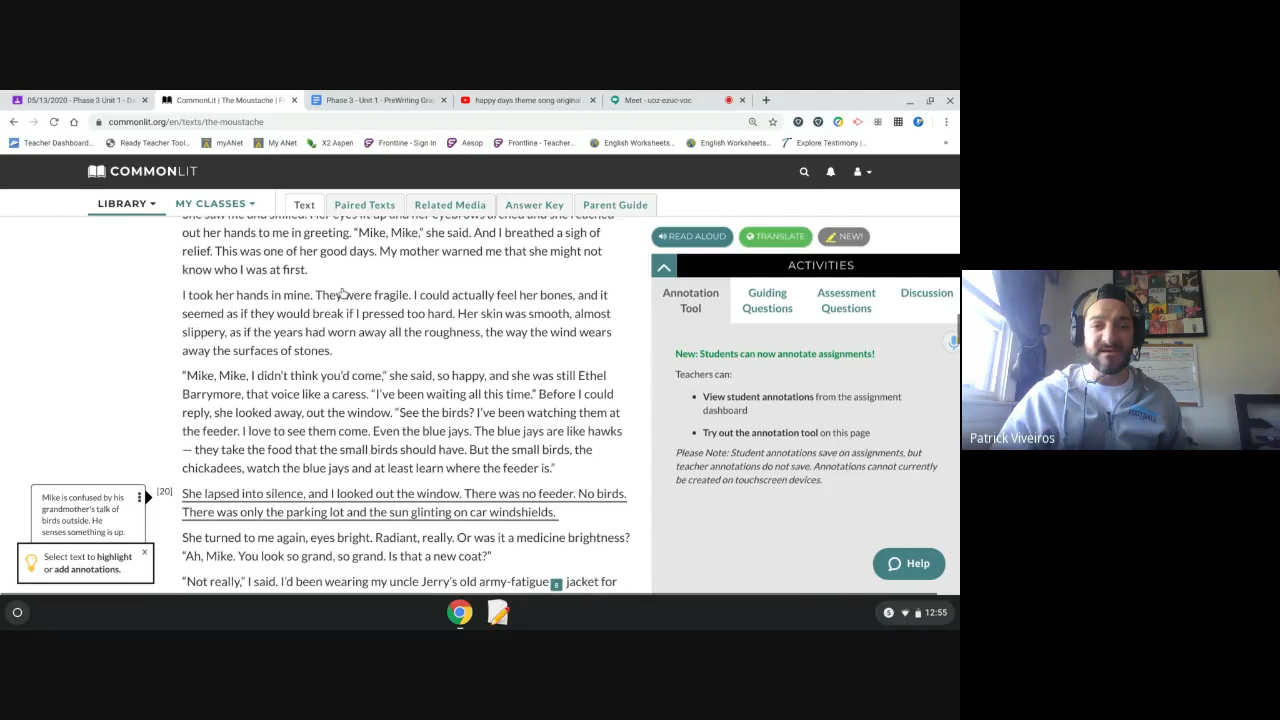 05/13/2020 - Phase 3 Unit 1 - Da
CommonLit | The Moustache | F
Phase 3 - Unit 1 - PreWriting Gra
happy days theme song original
Meet - uoz-ezuc-voc
commonlit.org/en/texts/the-moustache
Teacher Dashboard...
Ready Teacher Tool...
myANet
My ANet
X2 Aspen
Frontline - Sign In
Aesop
Frontline - Teacher...
English Worksheets...
English Worksheets...
Explore Testimony I...
COMMONLIT
LIBRARY
MY CLASSES
Text
Paired Texts
Related Media
Answer Key
Parent Guide
She saw me and smiled. Her eyes lit up and her eyebrows arched and she reached
out her hands to me in greeting. “Mike, Mike,” she said. And I breathed a sigh of
relief. This was one of her good days. My mother warned me that she might not
know who I was at first.
I took her hands in mine. They were fragile. I could actually feel her bones, and it
seemed as if they would break if I pressed too hard. Her skin was smooth, almost
slippery, as if the years had worn away all the roughness, the way the wind wears
away the surfaces of stones.
“Mike, Mike, I didn’t think you’d come,” she said, so happy, and she was still Ethel
Barrymore, that voice like a caress. “I’ve been waiting all this time.” Before I could
reply, she looked away, out the window. “See the birds? I’ve been watching them at
the feeder. I love to see them come. Even the blue jays. The blue jays are like hawks
— they take the food that the small birds should have. But the small birds, the
chickadees, watch the blue jays and at least learn where the feeder is.”
[20]
She lapsed into silence, and I looked out the window. There was no feeder. No birds.
There was only the parking lot and the sun glinting on car windshields.
She turned to me again, eyes bright. Radiant, really. Or was it a medicine brightness?
“Ah, Mike. You look so grand, so grand. Is that a new coat?”
“Not really,” I said. I’d been wearing my uncle Jerry’s old army-fatigue 8 jacket for
Mike is confused by his
grandmother's talk of
birds outside. He
senses something is up.
Select text to highlight
or add annotations.
x
READ ALOUD
TRANSLATE
NEW!
ACTIVITIES
Annotation
Tool
Guiding
Questions
Assessment
Questions
Discussion
New: Students can now annotate assignments!
Teachers can:
View student annotations from the assignment
dashboard
Try out the annotation tool on this page
Please Note: Student annotations save on assignments, but
teacher annotations do not save. Annotations cannot currently
be created on touchscreen devices.
Help
5
12:55
FOOTBALL
Patrick Viveiros